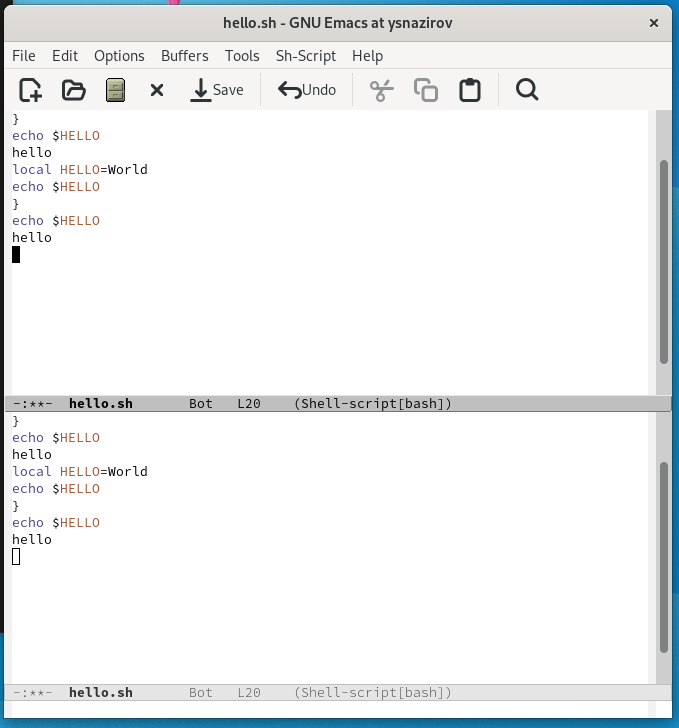 hello.sh - GNU Emacs at ysnazirov
File Edit Options Buffers Tools Sh-Script Help
Save Undo
}
echo $HELLO
hello
local HELLO=World
echo $HELLO
}
echo $HELLO
hello
-:**- hello.sh Bot L20 (Shell-script[bash])
}
echo $HELLO
hello
local HELLO=World
echo $HELLO
}
echo $HELLO
hello
-:**- hello.sh Bot L20 (Shell-script[bash])